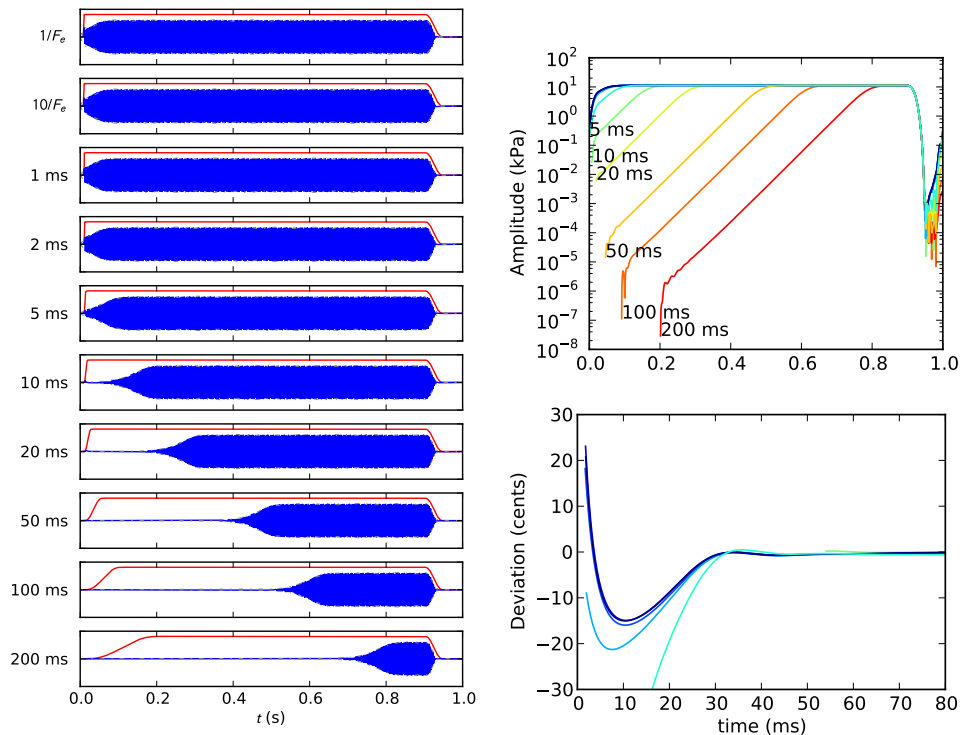 1/F_e
10/F_e
1 ms
2 ms
5 ms
10 ms
20 ms
50 ms
100 ms
200 ms
0.0 0.2 0.4 0.6 0.8 1.0
t (s)
Amplitude (kPa)
10^2
10^1
10^0
10^−1
10^−2
10^−3
10^−4
10^−5
10^−6
10^−7
10^−8
5 ms
10 ms
20 ms
50 ms
100 ms
200 ms
0.0 0.2 0.4 0.6 0.8 1.0
Deviation (cents)
30
20
10
0
−10
−20
−30
0 10 20 30 40 50 60 70 80
time (ms)